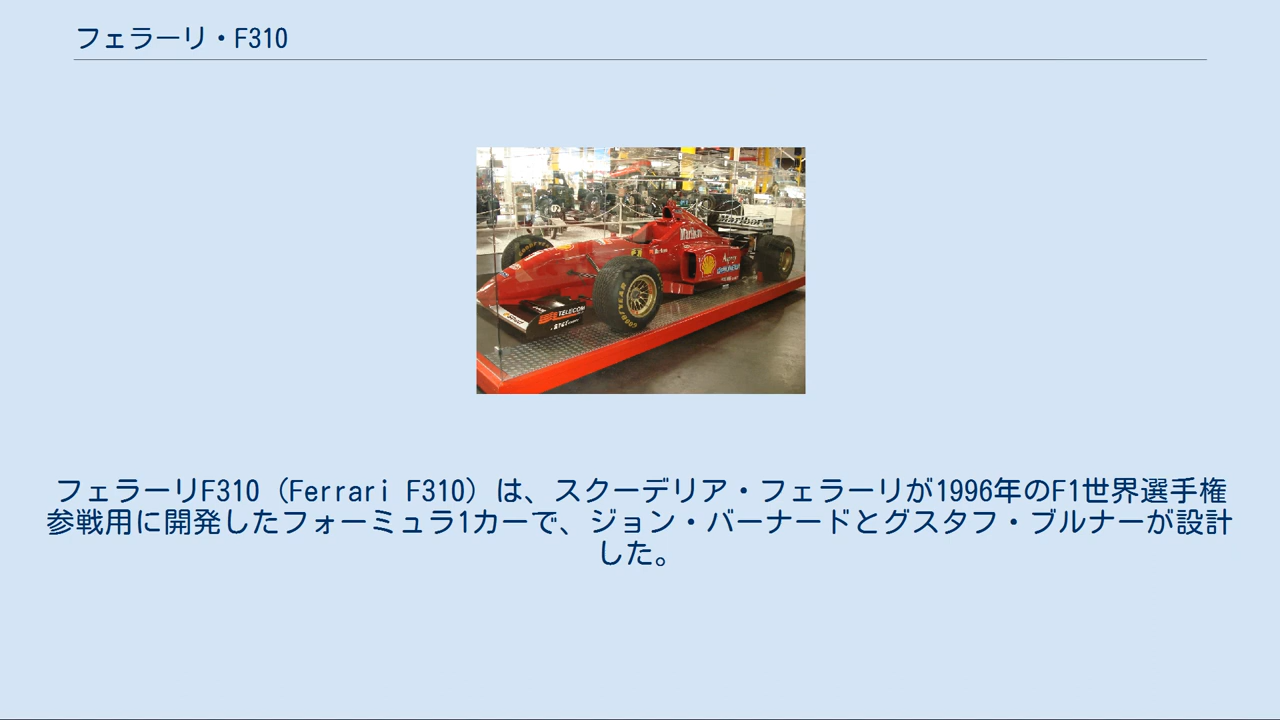 フェラーリ・F310
Marlboro
Marlboro
TELECOM
GOODYEAR
フェラーリF310（Ferrari F310）は、スクーデリア・フェラーリが1996年のF1世界選手権
参戦用に開発したフォーミュラ1カーで、ジョン・バーナードとグスタフ・ブルナーが設計
した。